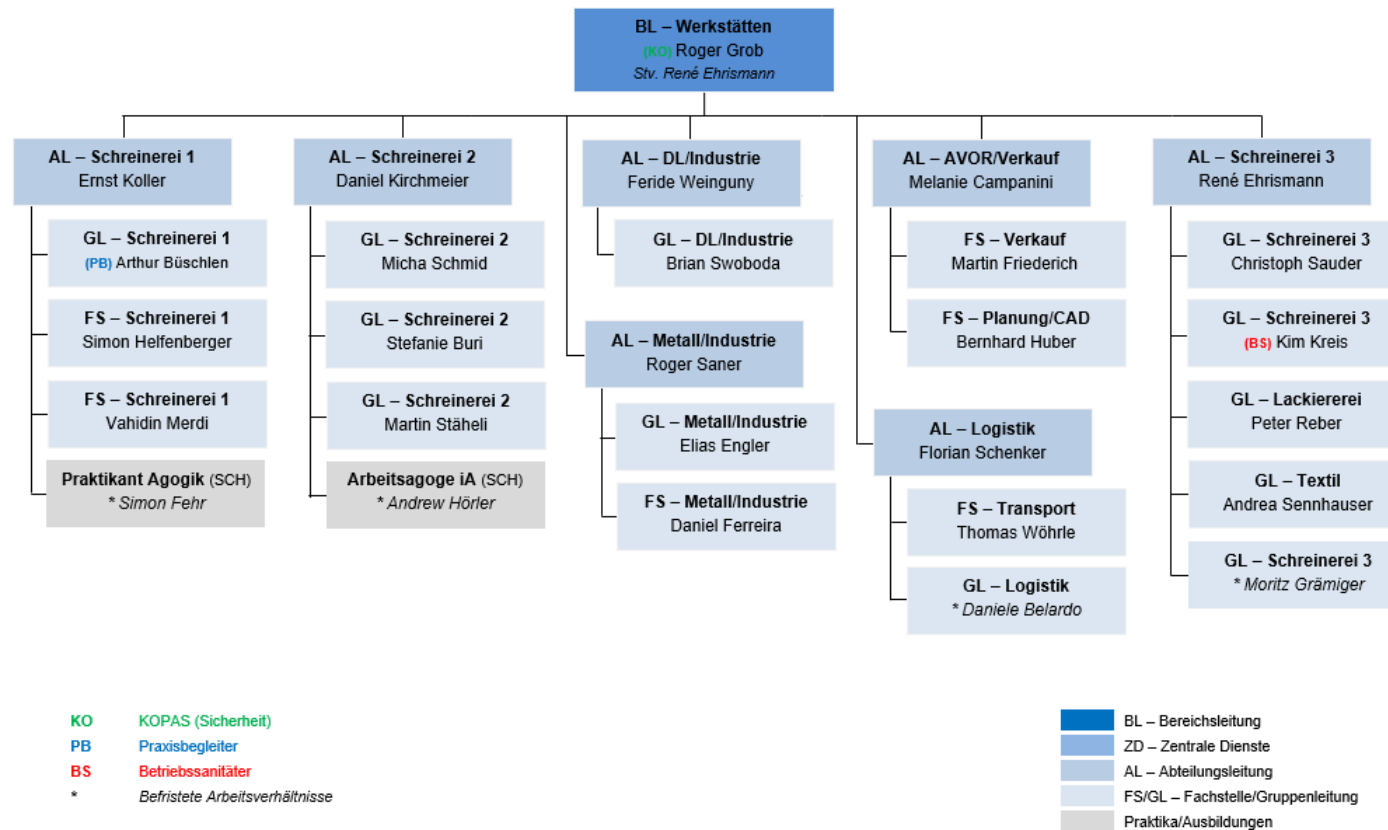 BL – Werkstätten
(KO) Roger Grob
Stv. René Ehrismann
AL – Schreinerei 1
Ernst Koller
GL – Schreinerei 1
(PB) Arthur Büschlen
FS – Schreinerei 1
Simon Helfenberger
FS – Schreinerei 1
Vahidin Merdi
Praktikant Agogik (SCH)
* Simon Fehr
AL – Schreinerei 2
Daniel Kirchmeier
GL – Schreinerei 2
Micha Schmid
GL – Schreinerei 2
Stefanie Buri
GL – Schreinerei 2
Martin Stäheli
Arbeitsagoge iA (SCH)
* Andrew Hörler
AL – DL/Industrie
Feride Weinguny
GL – DL/Industrie
Brian Swoboda
AL – Metall/Industrie
Roger Saner
GL – Metall/Industrie
Elias Engler
FS – Metall/Industrie
Daniel Ferreira
AL – AVOR/Verkauf
Melanie Campanini
FS – Verkauf
Martin Friederich
FS – Planung/CAD
Bernhard Huber
AL – Logistik
Florian Schenker
FS – Transport
Thomas Wöhrle
GL – Logistik
* Daniele Belardo
AL – Schreinerei 3
René Ehrismann
GL – Schreinerei 3
Christoph Sauder
GL – Schreinerei 3
(BS) Kim Kreis
GL – Lackiererei
Peter Reber
GL – Textil
Andrea Sennhauser
GL – Schreinerei 3
* Moritz Grämiger
KO KOPAS (Sicherheit)
PB Praxisbegleiter
BS Betriebssanitäter
* Befristete Arbeitsverhältnisse
BL – Bereichsleitung
ZD – Zentrale Dienste
AL – Abteilungsleitung
FS/GL – Fachstelle/Gruppenleitung
Praktika/Ausbildungen